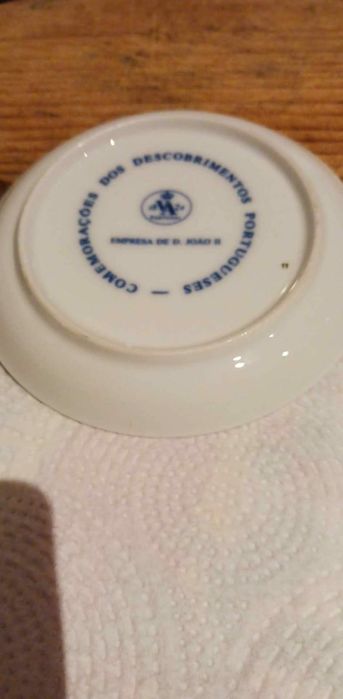 COMEMORAÇÕES DOS DESCOBRIMENTOS PORTUGUESES —
EMPRESA DE D. JOÃO II